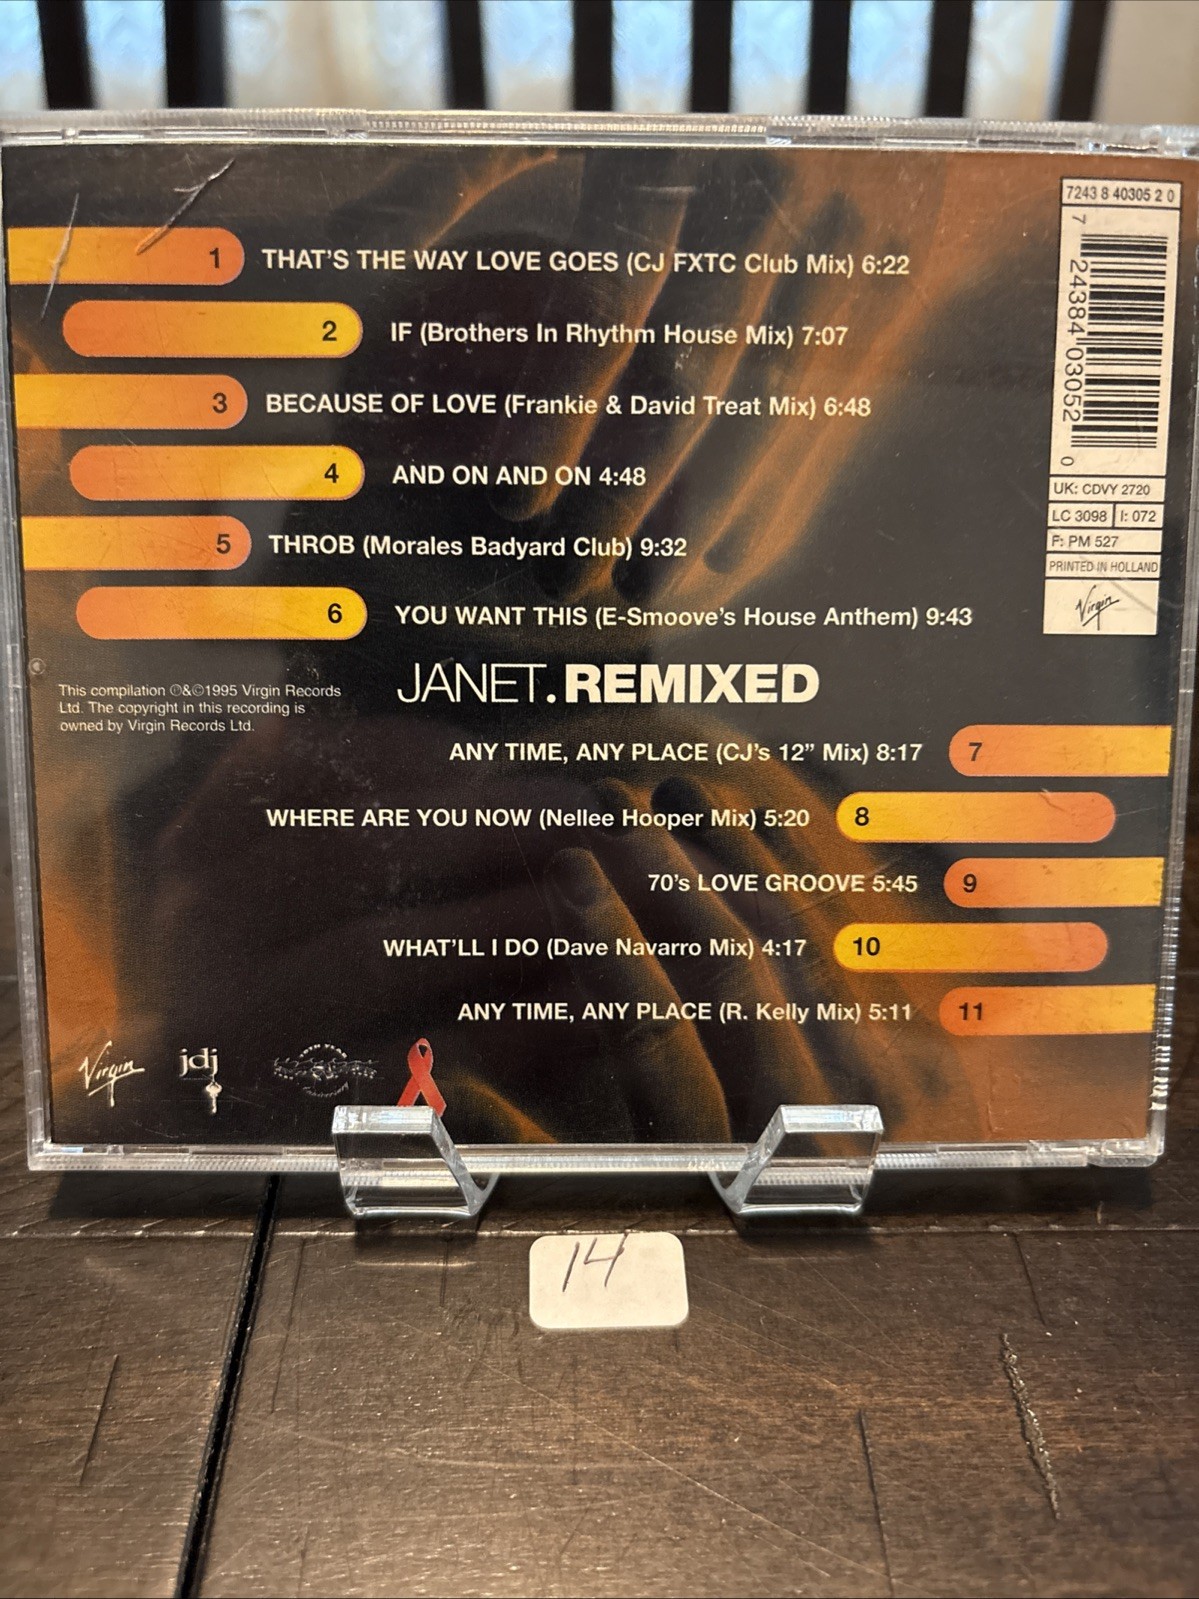 7243 8 40305 2 0
7 24384 03052 0
UK: CDVY 2720
LC 3098 I: 072
F: PM 527
PRINTED IN HOLLAND
Virgin
1 THAT'S THE WAY LOVE GOES (CJ FXTC Club Mix) 6:22
2 IF (Brothers In Rhythm House Mix) 7:07
3 BECAUSE OF LOVE (Frankie & David Treat Mix) 6:48
4 AND ON AND ON 4:48
5 THROB (Morales Badyard Club) 9:32
6 YOU WANT THIS (E-Smoove's House Anthem) 9:43
This compilation ℗&©1995 Virgin Records
Ltd. The copyright in this recording is
owned by Virgin Records Ltd.
JANET. REMIXED
ANY TIME, ANY PLACE (CJ's 12” Mix) 8:17 7
WHERE ARE YOU NOW (Nellee Hooper Mix) 5:20 8
70's LOVE GROOVE 5:45 9
WHAT'LL I DO (Dave Navarro Mix) 4:17 10
ANY TIME, ANY PLACE (R. Kelly Mix) 5:11 11
Virgin
jdj
14